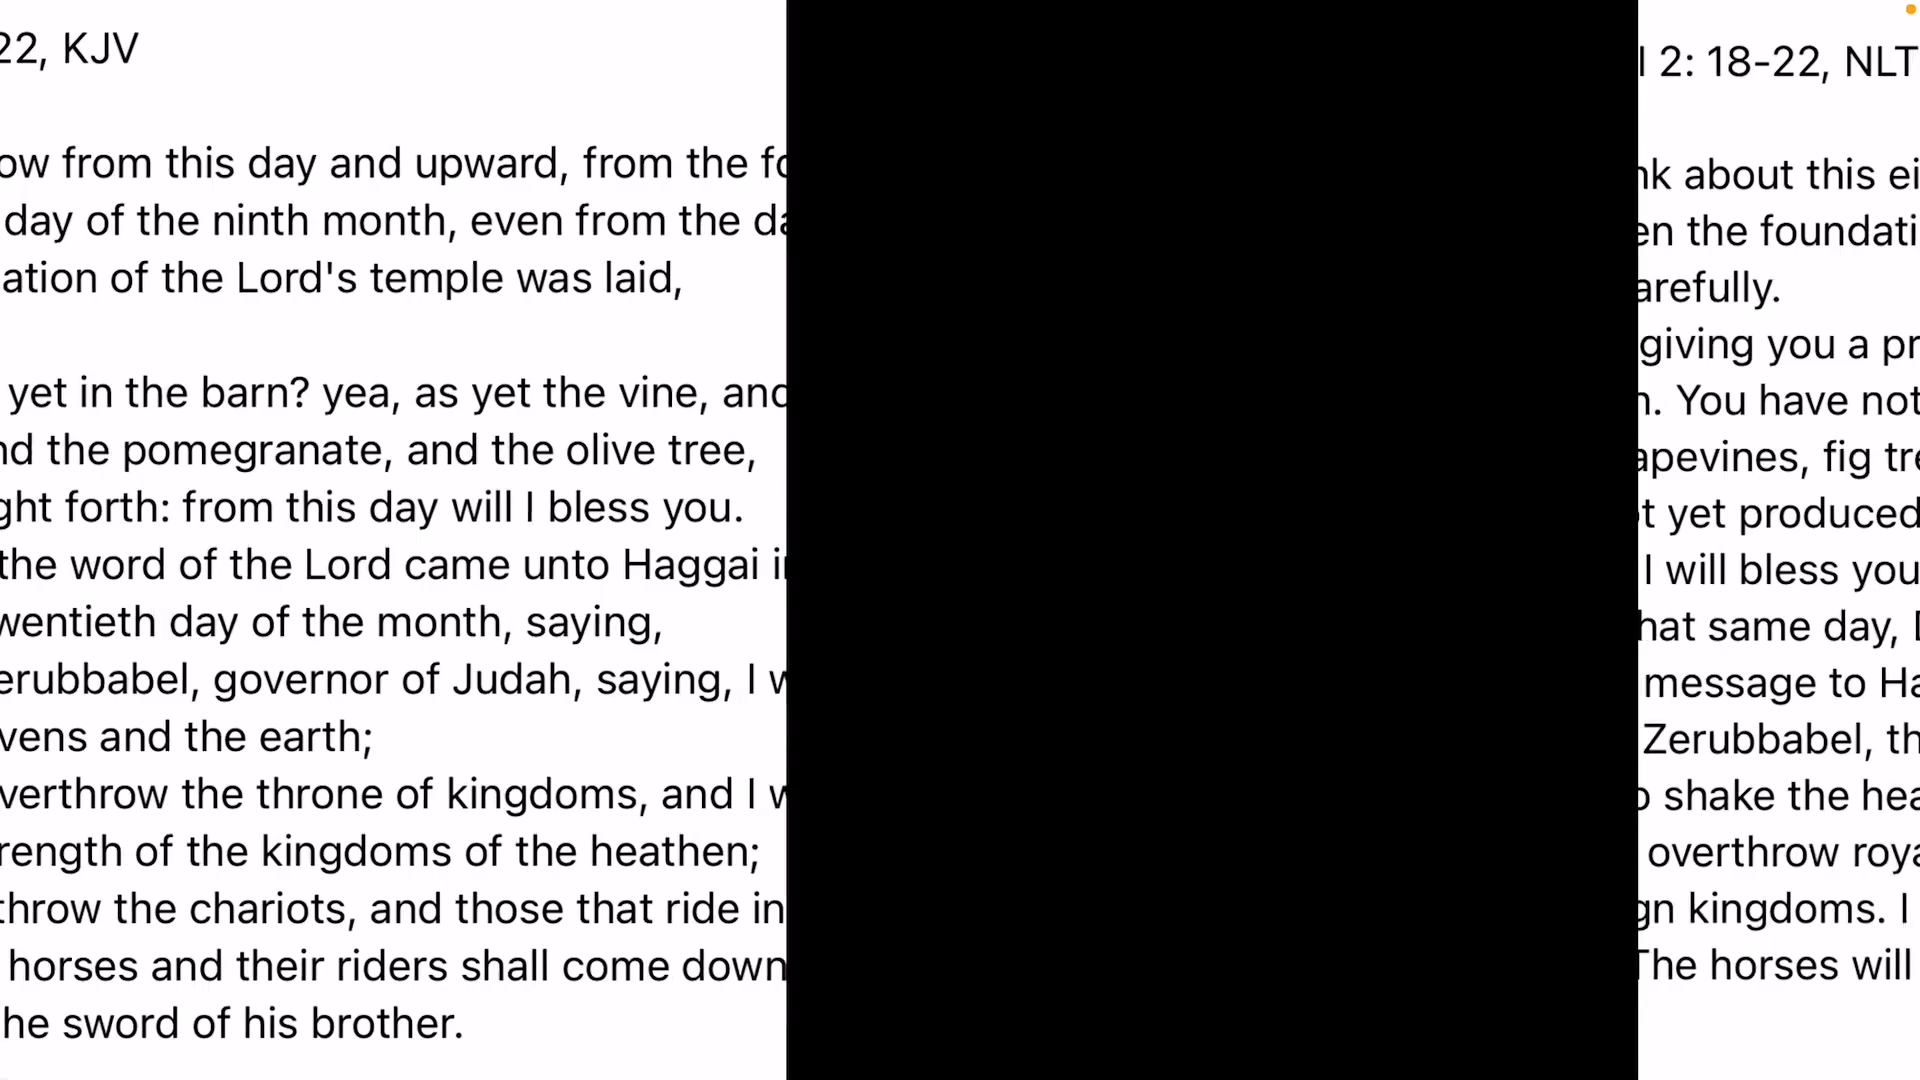 22, KJV
ow from this day and upward, from the fo
day of the ninth month, even from the da
ation of the Lord's temple was laid,
yet in the barn? yea, as yet the vine, and
nd the pomegranate, and the olive tree,
ght forth: from this day will I bless you.
the word of the Lord came unto Haggai in
wentieth day of the month, saying,
erubbabel, governor of Judah, saying, I w
vens and the earth;
verthrow the throne of kingdoms, and I w
rength of the kingdoms of the heathen;
throw the chariots, and those that ride in
horses and their riders shall come down
he sword of his brother.
I 2: 18-22, NLT
nk about this ei
en the foundati
arefully.
giving you a pr
n. You have not
apevines, fig tre
t yet produced
I will bless you
hat same day,
message to Ha
Zerubbabel, th
o shake the hea
overthrow roya
gn kingdoms. I
The horses will